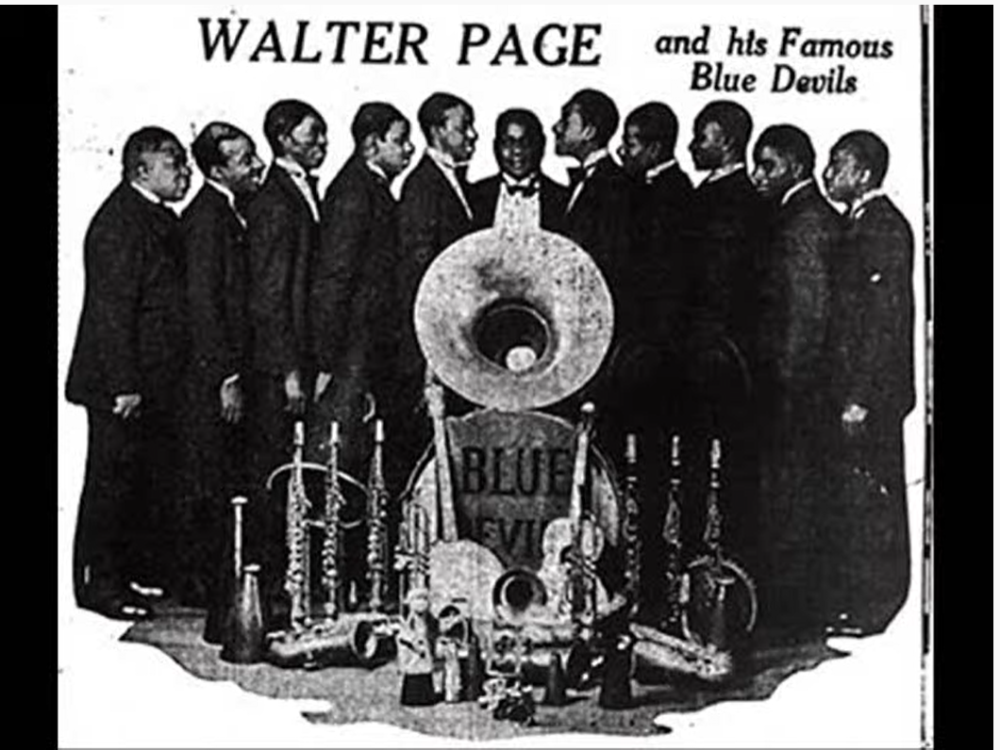 WALTER PAGE
and his Famous
Blue Devils
BLUE